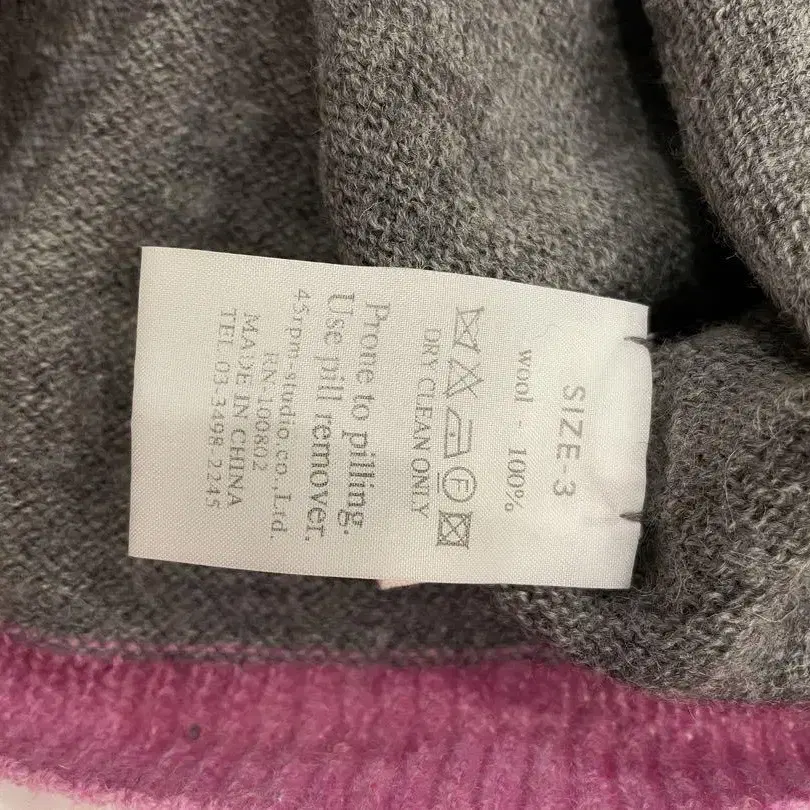 SIZE-3
wool - 100%
DRY CLEAN ONLY
Prone to pilling.
Use pill remover.
45rpm-studio co., Ltd.
RN-100802
MADE IN CHINA
TEL 03-3498-2245